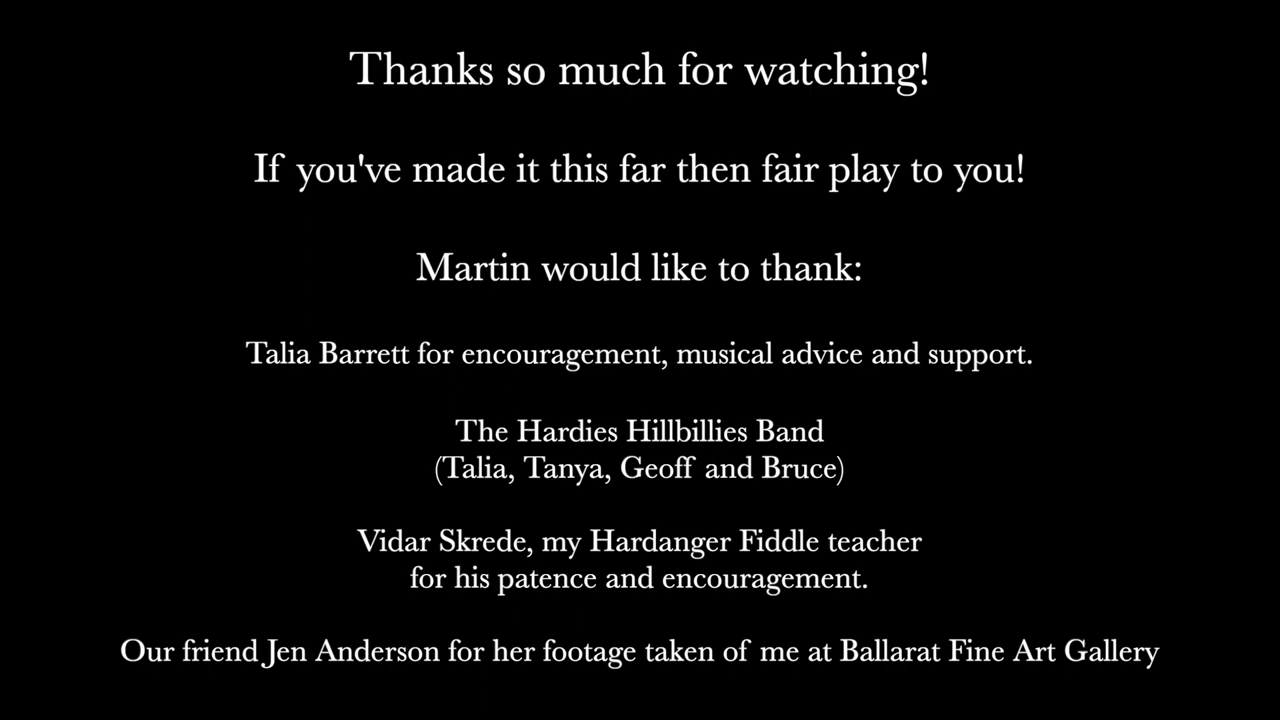 Thanks so much for watching!
If you've made it this far then fair play to you!
Martin would like to thank:
Talia Barrett for encouragement, musical advice and support.
The Hardies Hillbillies Band
(Talia, Tanya, Geoff and Bruce)
Vidar Skrede, my Hardanger Fiddle teacher
for his patence and encouragement.
Our friend Jen Anderson for her footage taken of me at Ballarat Fine Art Gallery